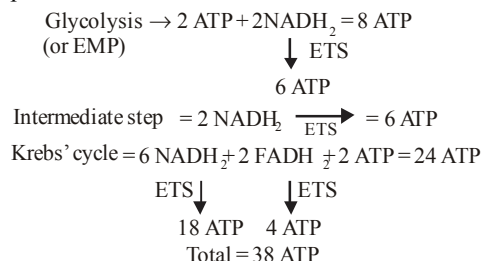 Glycolysis → 2 ATP + 2NADH₂ = 8 ATP
(or EMP) ↓ ETS
6 ATP
Intermediate step = 2 NADH₂ →ETS = 6 ATP
Krebs' cycle = 6 NADH₂ + 2 FADH₂ + 2 ATP = 24 ATP
ETS ↓ ↓ ETS
18 ATP 4 ATP
Total = 38 ATP